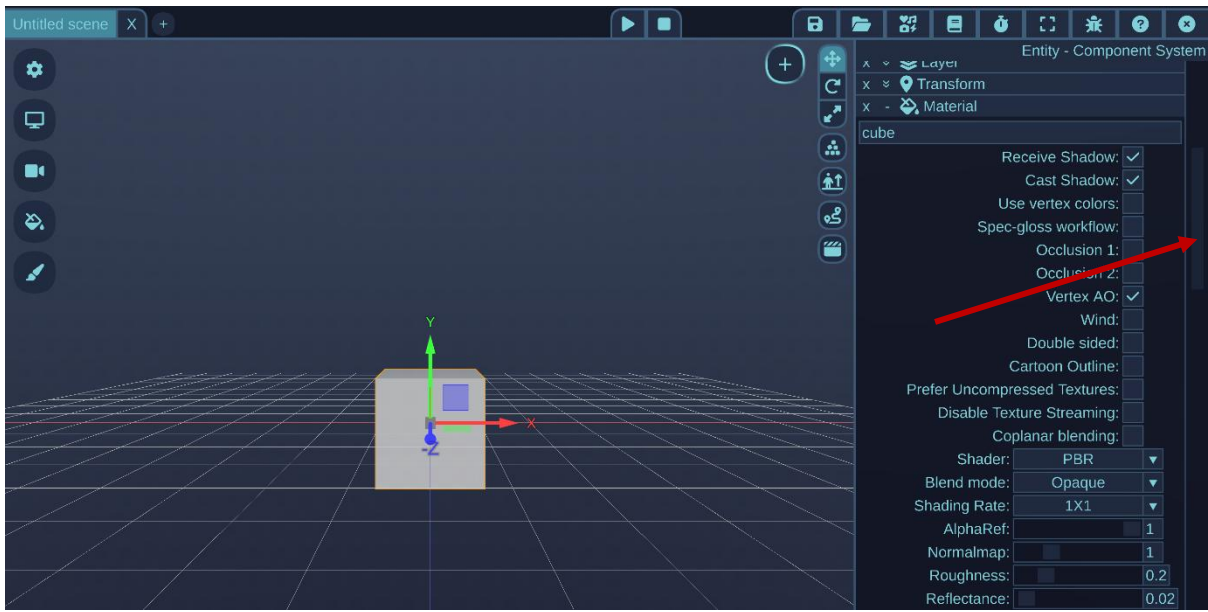 Untitled scene X +
Entity - Component System
x Layer
x Transform
x - Material
cube
Receive Shadow:
Cast Shadow:
Use vertex colors:
Spec-gloss workflow:
Occlusion 1:
Occlusion 2:
Vertex AO:
Wind:
Double sided:
Cartoon Outline:
Prefer Uncompressed Textures:
Disable Texture Streaming:
Coplanar blending:
Shader: PBR
Blend mode: Opaque
Shading Rate: 1X1
AlphaRef: 1
Normalmap: 1
Roughness: 0.2
Reflectance: 0.02
Y
X
-Z